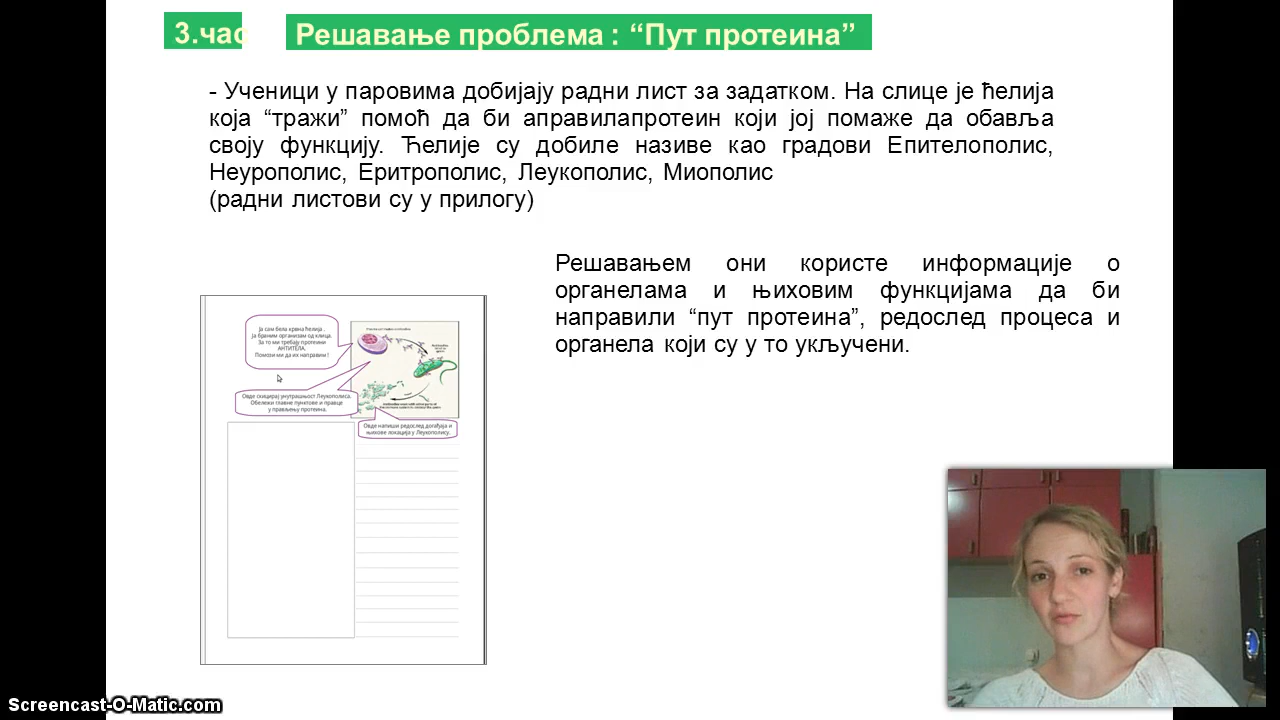 3.час
Решавање проблема : “Пут протеина”
- Ученици у паровима добијају радни лист за задатком. На слице је ћелија
која “тражи” помоћ да би аправилапротеин који јој помаже да обавља
своју функцију. Ћелије су добиле називе као градови Епителополис,
Неурополис, Еритрополис, Леукополис, Миополис
(радни листови су у прилогу)
Решавањем они користе информације о
органелама и њиховим функцијама да би
направили “пут протеина”, редослед процеса и
органела који су у то укључени.
Ја сам бела крвна ћелија .
Ја браним организам од клица.
За то ми требају протеини
АНТИТЕЛА.
Помози ми да их направим !
Овде скицирај унутрашњост Леукополиса.
Обележи главне пунктове и правце
у прављењу протеина.
Овде напиши редослед догађаја и
њихове локација у Леукополису.
Screencast-O-Matic.com